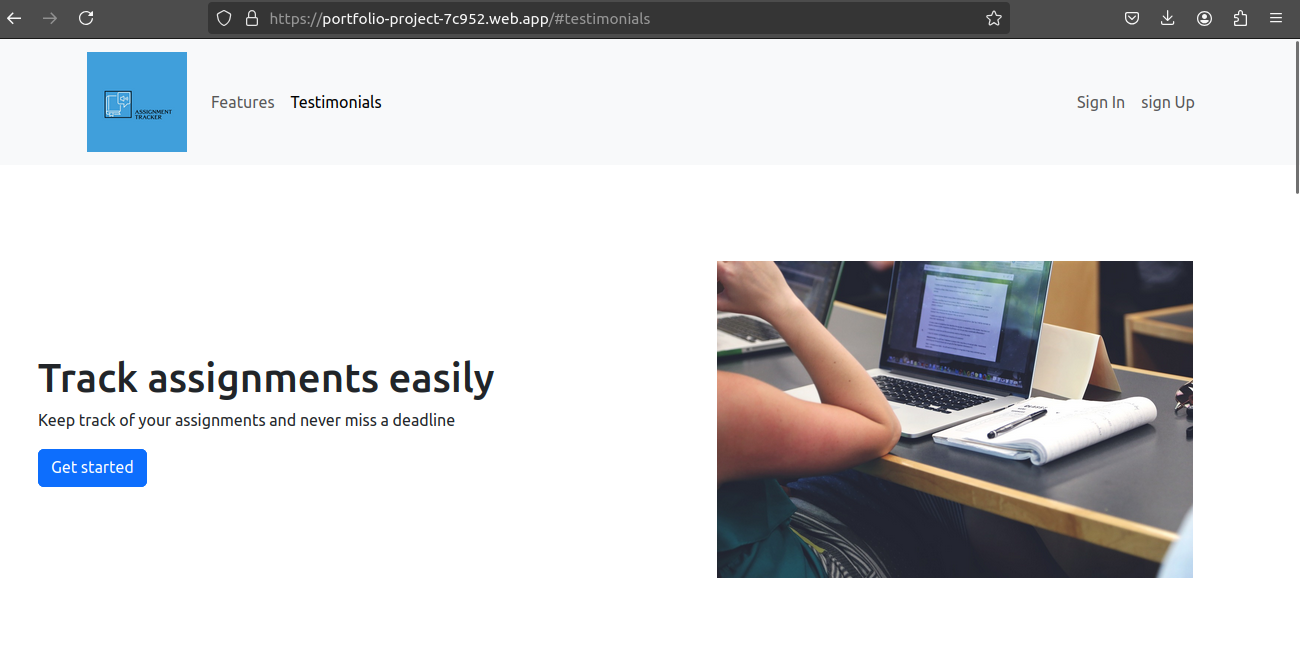 https://portfolio-project-7c952.web.app/#testimonials
ASSIGNMENT
TRACKER
Features
Testimonials
Sign In
sign Up
Track assignments easily
Keep track of your assignments and never miss a deadline
Get started